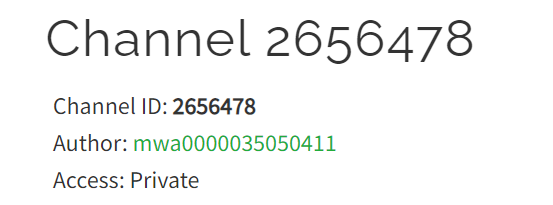 Channel 2656478
Channel ID: 2656478
Author: mwa0000035050411
Access: Private